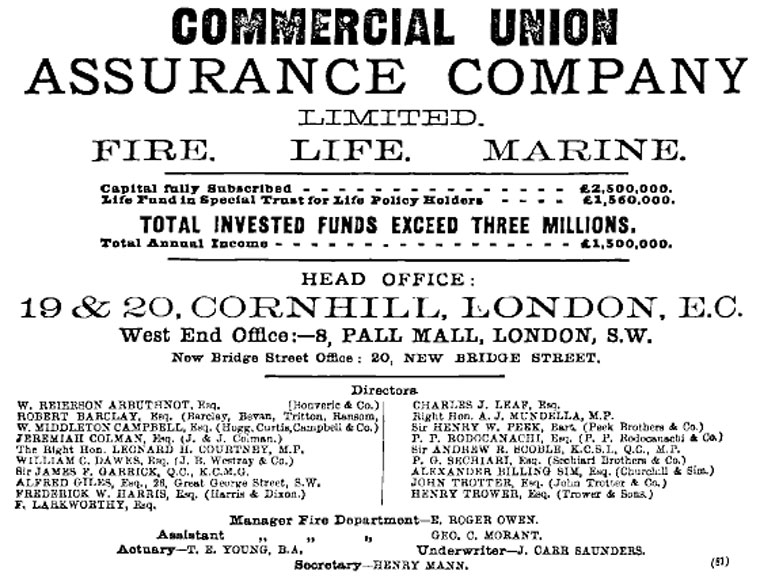 COMMERCIAL UNION
ASSURANCE COMPANY
LIMITED.
FIRE. LIFE. MARINE.
Capital fully Subscribed - - - - - - - - - - - - - - - £2,500,000.
Life Fund in Special Trust for Life Policy Holders - - - - £1,560,000.
TOTAL INVESTED FUNDS EXCEED THREE MILLIONS.
Total Annual Income - - - - - - - - - - - - - - - - - £1,500,000.
HEAD OFFICE:
19 & 20, CORNHILL, LONDON, E.C.
West End Office:—8, PALL MALL, LONDON, S.W.
New Bridge Street Office: 20, NEW BRIDGE STREET.
Directors
W. REIERSON ARBUTHNOT, Esq. (Bonveric & Co.)
ROBERT BARCLAY, Esq. (Barclay, Bevan, Tritton, Ransom,
W. MIDDLETON CAMPBELL, Esq. (Hogg, Curtis, Campbell & Co.)
JEREMIAH COLMAN, Esq. (J. & J. Colman.)
The Right Hon. LEONARD H. COURTNEY, M.P.
WILLIAM C. DAWES, Esq. (J. B. Westray & Co.)
Sir JAMES F. GARRICK, Q.C., K.C.M.G.
ALFRED GILES, Esq., 26, Great George Street, S.W.
FREDERICK W. HARRIS, Esq. (Harris & Dixon.)
F. LARKWORTHY, Esq.
CHARLES J. LEAF, Esq.
Right Hon. A. J. MUNDELLA, M.P.
Sir HENRY W. PEEK, Bart. (Peek Brothers & Co.)
P. P. RODOCANACHI, Esq. (P. P. Rodocanachi & Co.)
Sir ANDREW R. SCOBLE, K.C.S.I., Q.C., M.P.
P. G. SECHIARI, Esq. (Sechiari Brothers & Co.)
ALEXANDER BILLING SIM, Esq. (Churchill & Sim.)
JOHN TROTTER, Esq. (John Trotter & Co.)
HENRY TROWER, Esq. (Trower & Sons.)
Manager Fire Department—E. ROGER OWEN.
Assistant „ „ „ GEO. C. MORANT.
Actuary—T. E. YOUNG, B.A, Underwriter—J. CARR SAUNDERS.
Secretary—HENRY MANN.
(51)